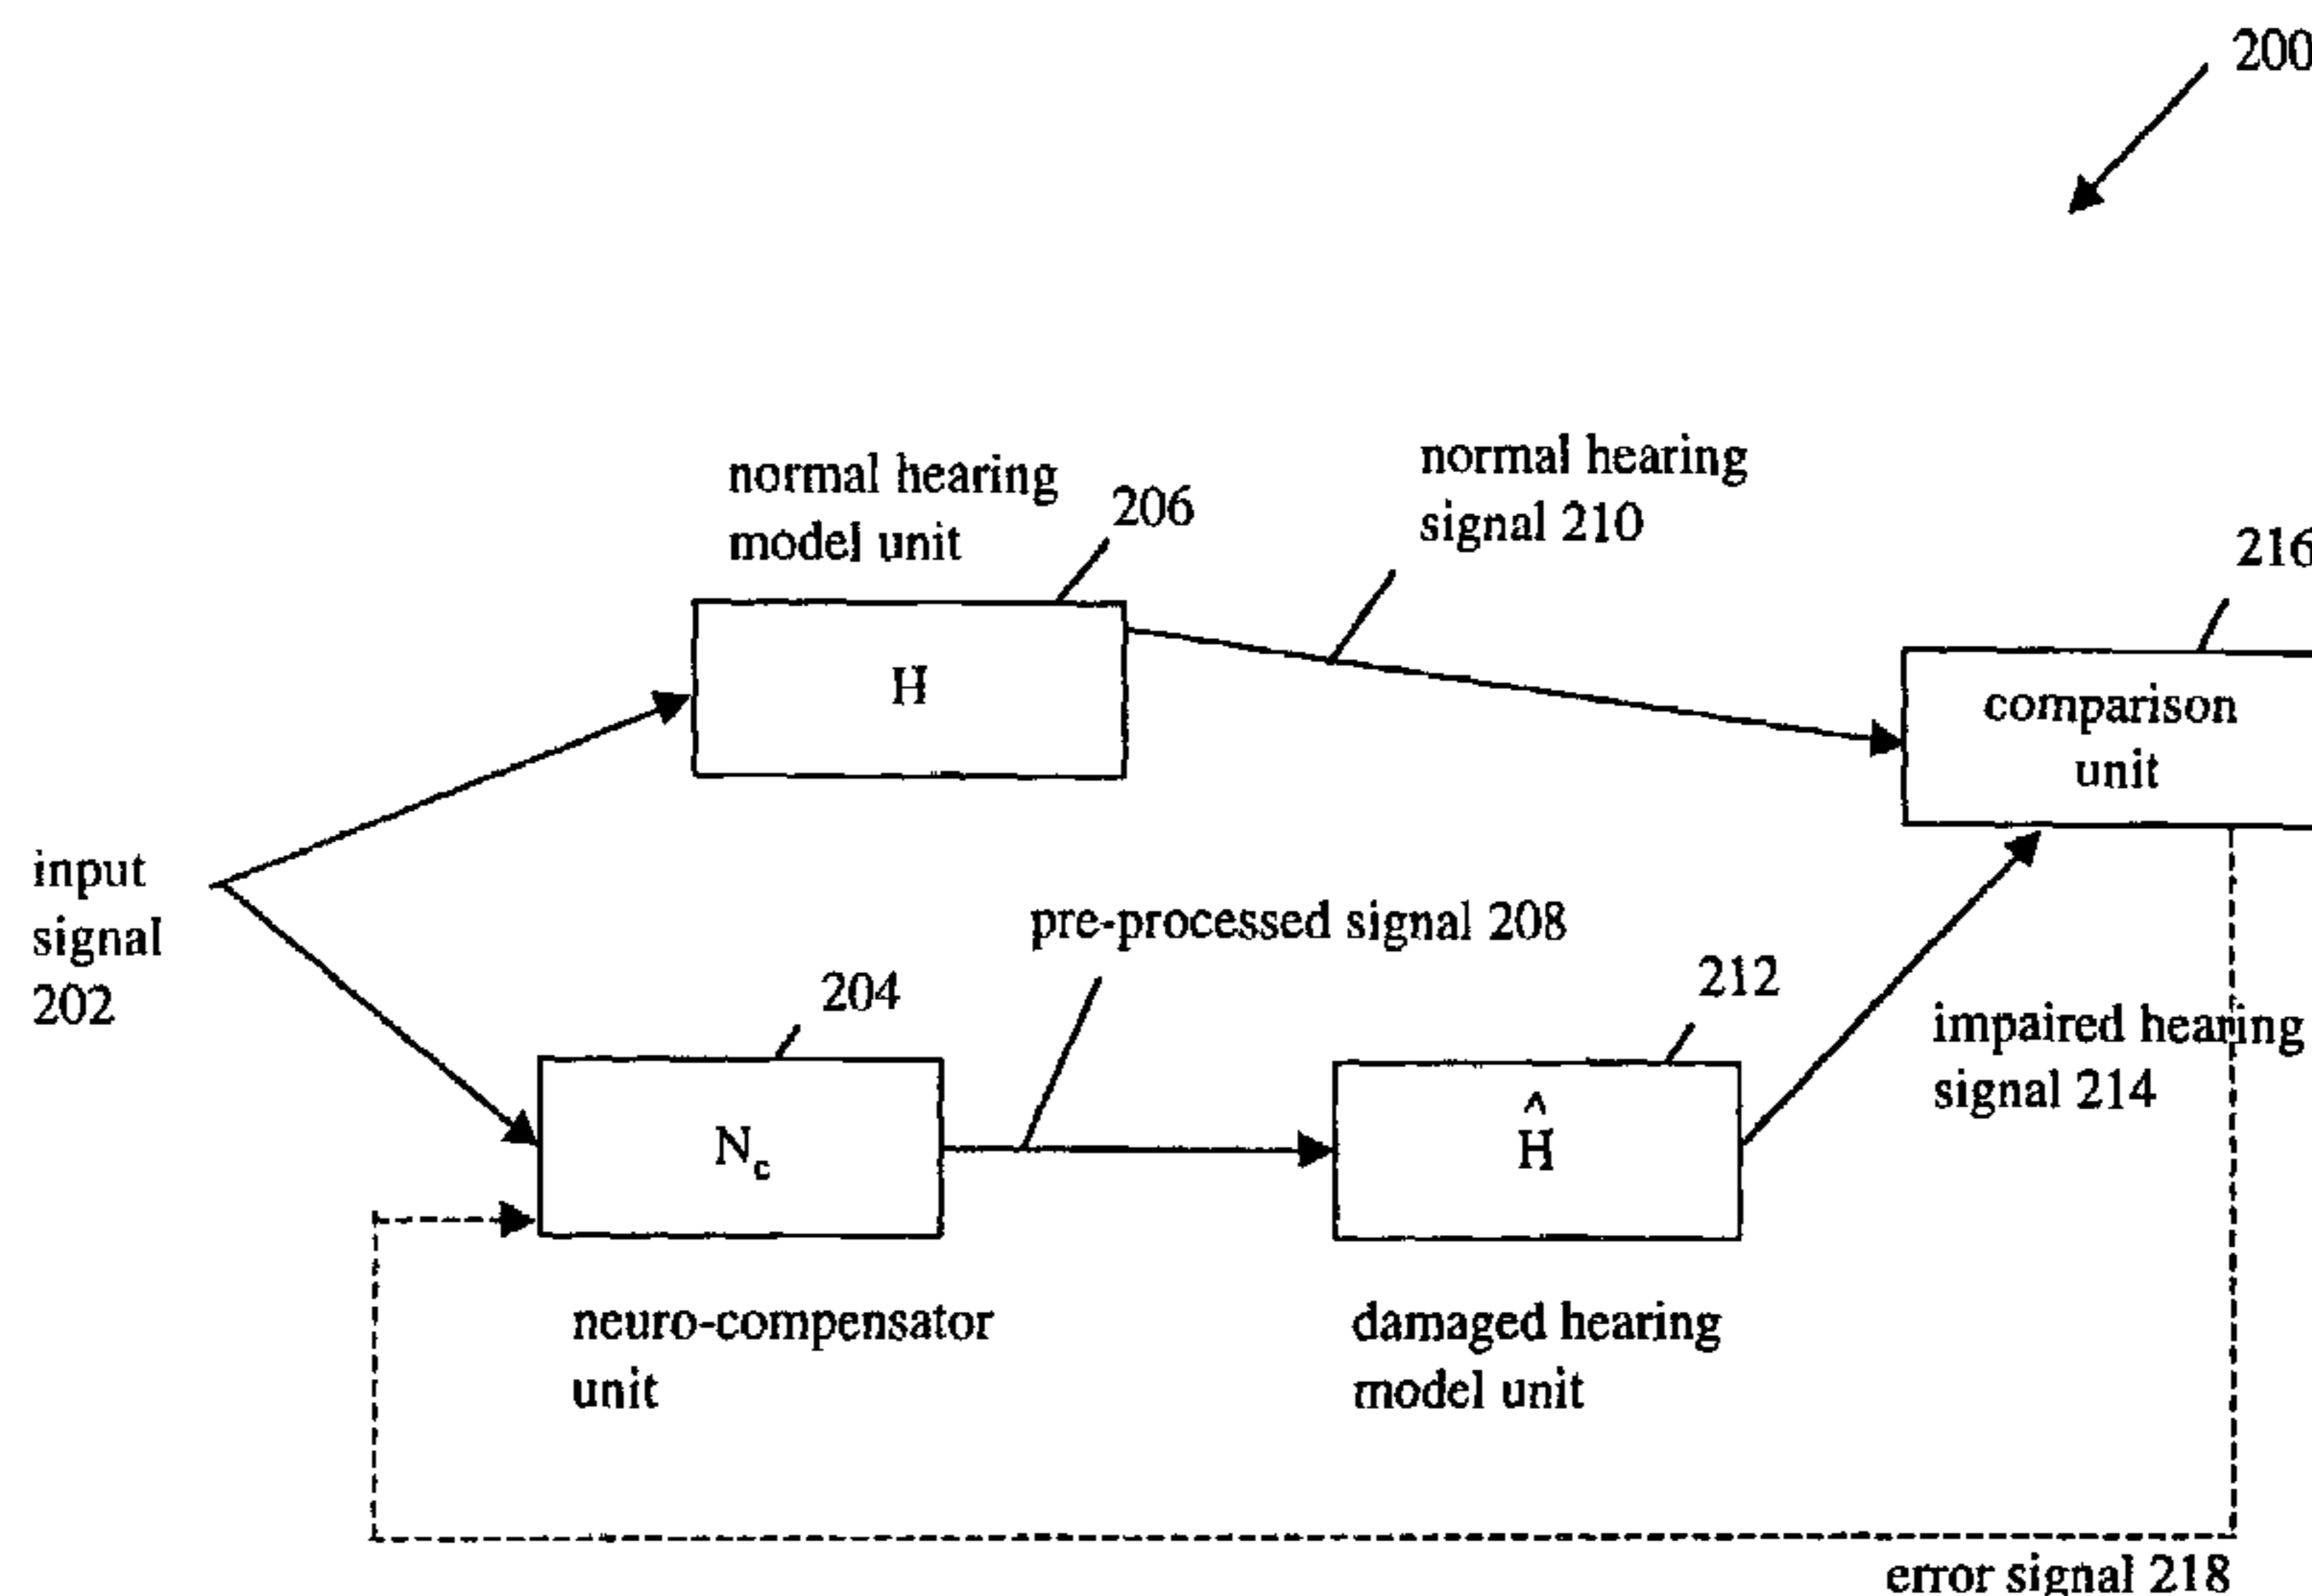 200
normal hearing
model unit
206
normal hearing
signal 210
216
H
comparison
unit
input
signal
202
pre-processed signal 208
204
212
impaired hearing
signal 214
N_c
^
H
neuro-compensator
unit
damaged hearing
model unit
error signal 218